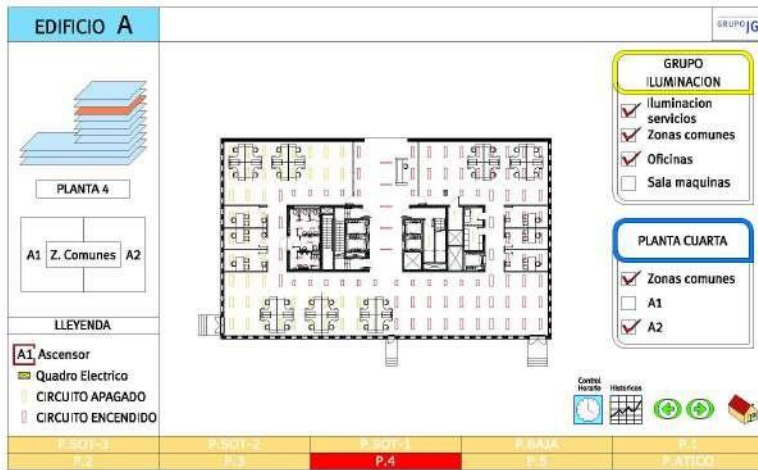 EDIFICIO A
GRUPO JG
GRUPO
ILUMINACION
Iluminacion
servicios
Zonas comunes
Oficinas
Sala maquinas
PLANTA 4
A1 Z. Comunes A2
PLANTA CUARTA
Zonas comunes
A1
A2
LLEYENDA
A1 Ascensor
Quadro Electrico
CIRCUITO APAGADO
CIRCUITO ENCENDIDO
Control
Horario
Historicos
P.SOT-3 P.SOT-2 P.SOT-1 P.BAJA P.1
P.2 P.3 P.4 P.5 P.ATICO